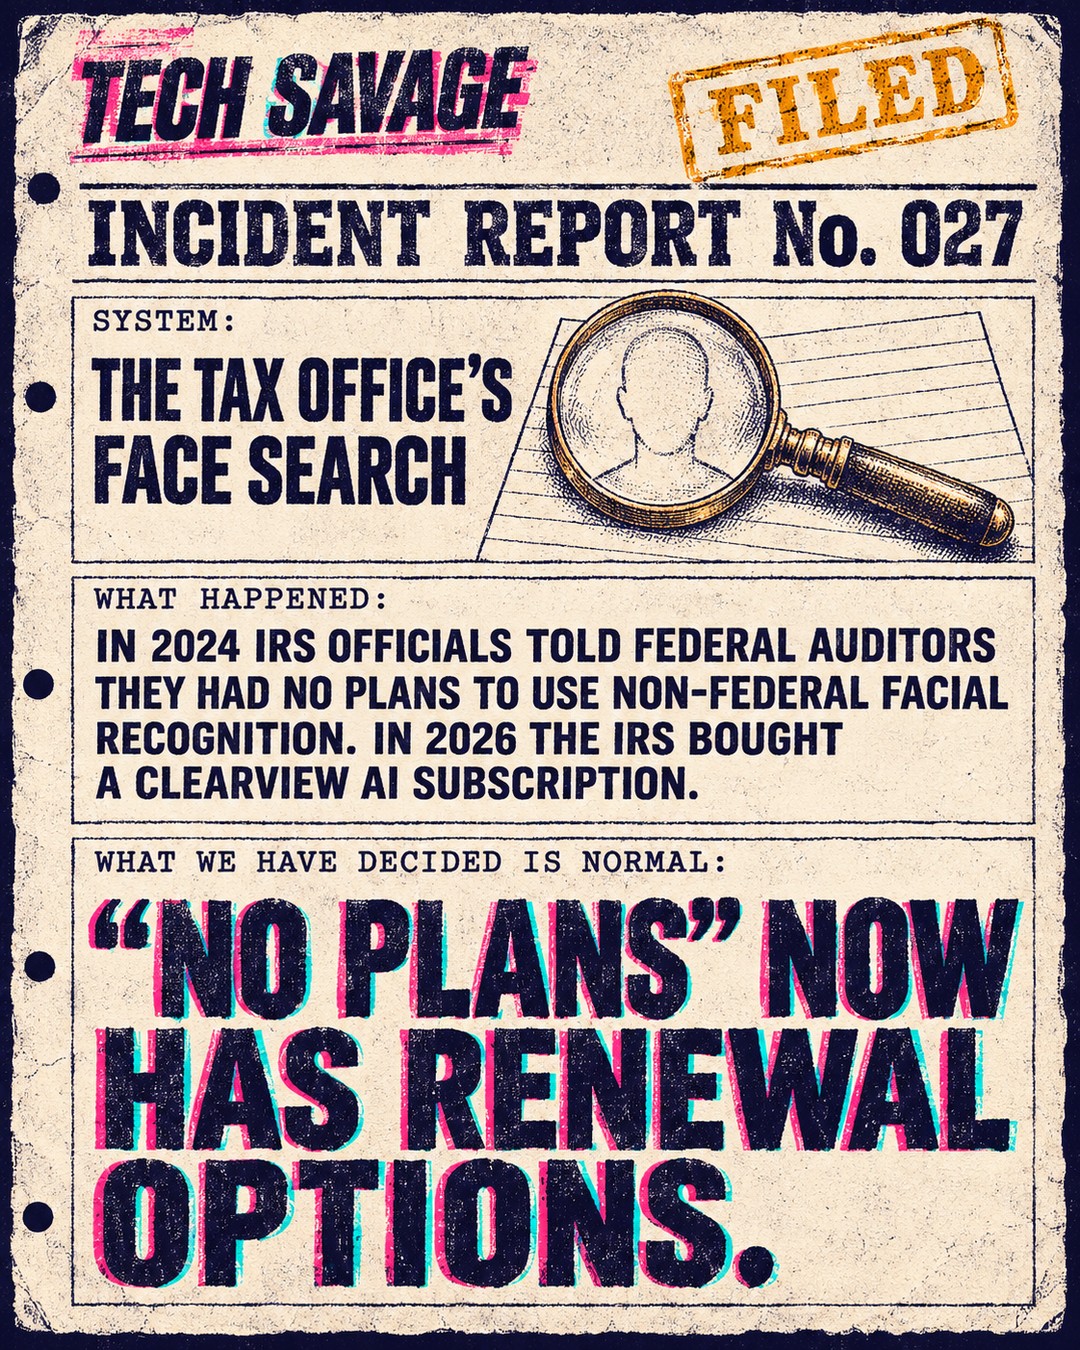 TECH SAVAGE
FILED
INCIDENT REPORT No. 027
SYSTEM:
THE TAX OFFICE'S
FACE SEARCH
WHAT HAPPENED:
IN 2024 IRS OFFICIALS TOLD FEDERAL AUDITORS
THEY HAD NO PLANS TO USE NON-FEDERAL FACIAL
RECOGNITION. IN 2026 THE IRS BOUGHT
A CLEARVIEW AI SUBSCRIPTION.
WHAT WE HAVE DECIDED IS NORMAL:
“NO PLANS” NOW
HAS RENEWAL
OPTIONS.